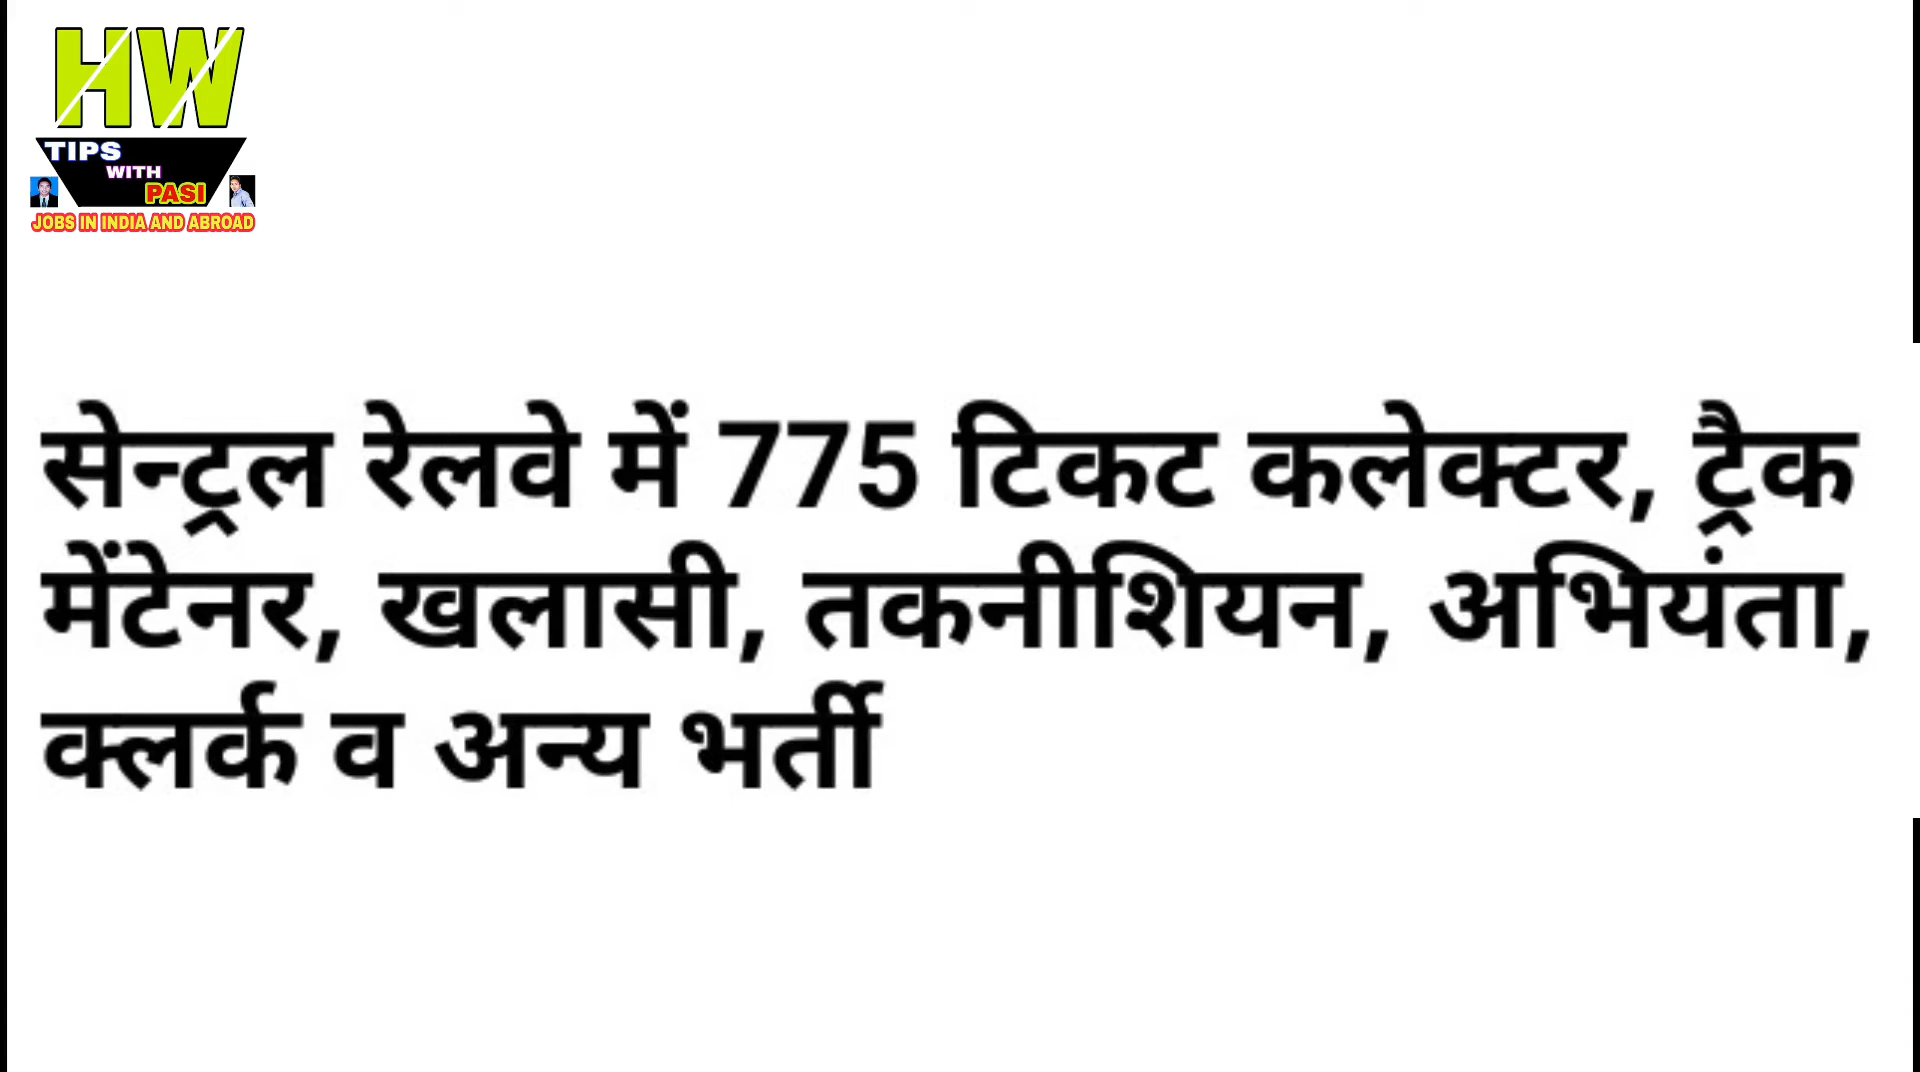 HW
TIPS
WITH
PASI
JOBS IN INDIA AND ABROAD
सेन्ट्रल रेलवे में 775 टिकट कलेक्टर, ट्रैक
मेंटेनर, खलासी, तकनीशियन, अभियंता,
क्लर्क व अन्य भर्ती